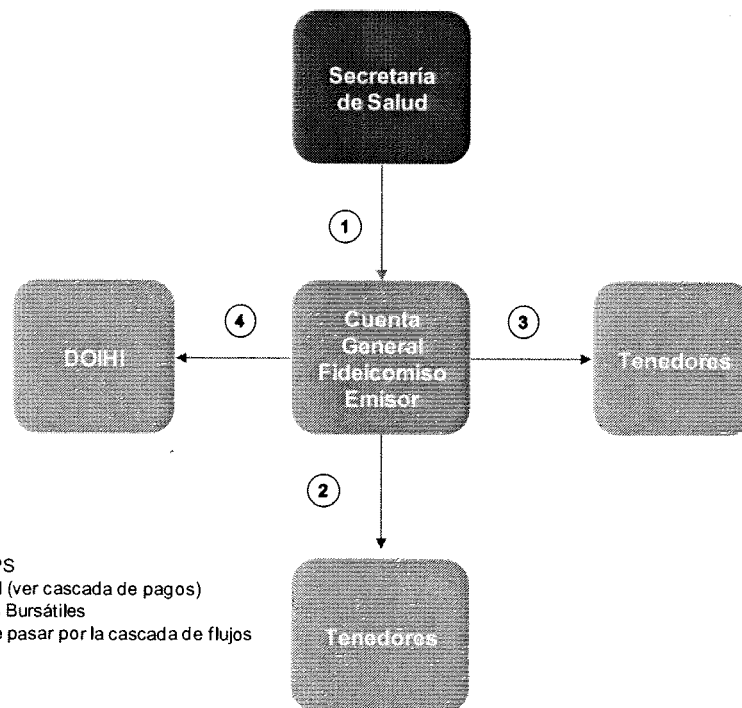 Secretaría
de Salud
1
4
Cuenta
General
Fideicomiso
Emisor
3
DOIHI
Tenedores
2
PS
(ver cascada de pagos)
Bursátiles
pasar por la cascada de flujos
Tenedores